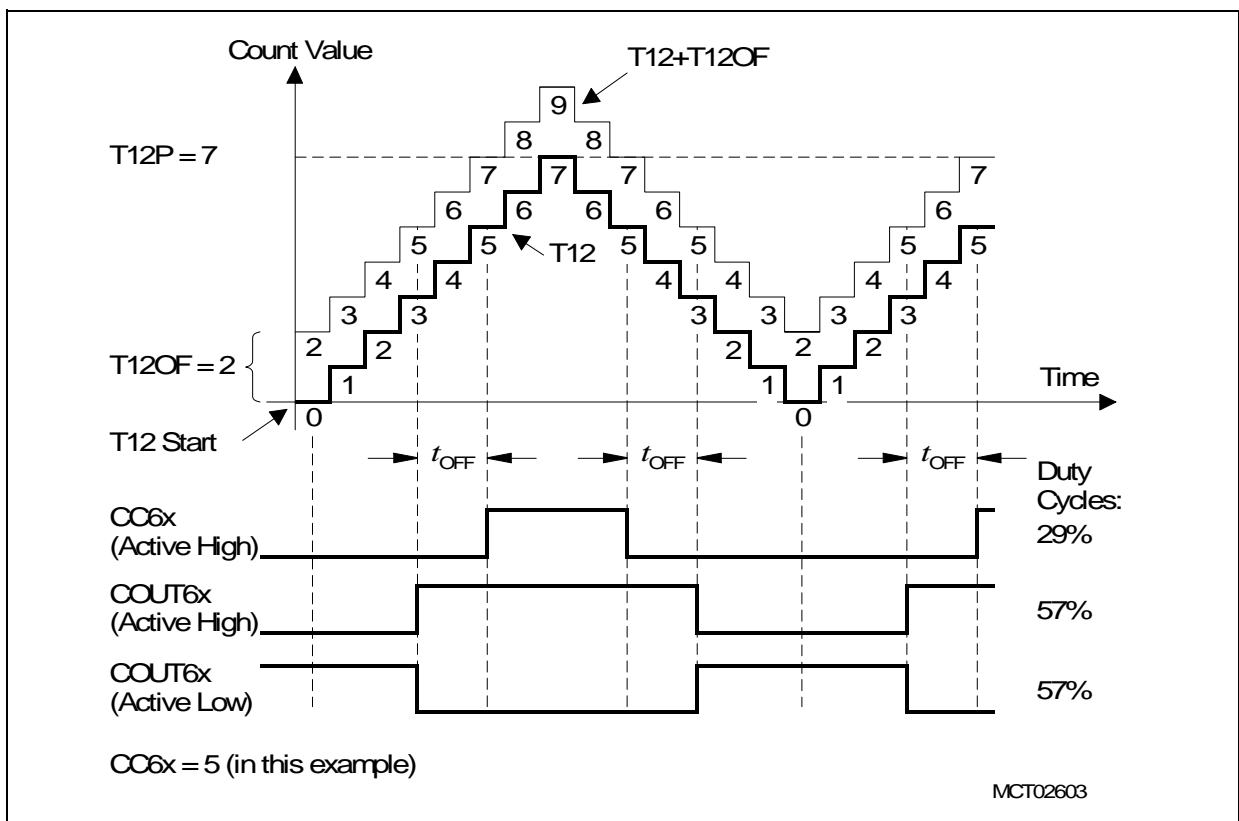 Count Value
T12+T12OF
9
8 8
T12P = 7
7 7 7 7
6 6 6 6 6
5 5 5 5 5 5
T12
4 4 4 4 4 4
3 3 3 3 3 3
T12OF = 2
2 2 2 2 2
1 1 1
Time
0 0
T12 Start
tOFF tOFF tOFF
Duty
Cycles:
CC6x
(Active High)
29%
COUT6x
(Active High)
57%
COUT6x
(Active Low)
57%
CC6x = 5 (in this example)
MCT02603